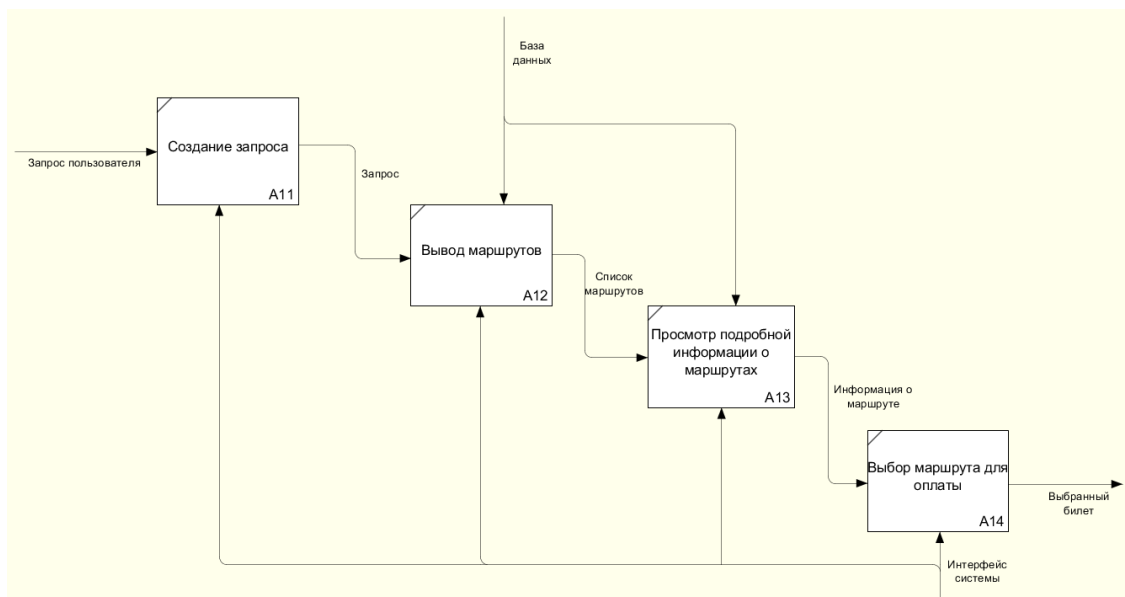 База
данных
Создание запроса
Запрос пользователя
A11
Запрос
Вывод маршрутов
A12
Список
маршрутов
Просмотр подробной
информации о
маршрутах
A13
Информация о
маршруте
Выбор маршрута для
оплаты
A14
Выбранный
билет
Интерфейс
системы